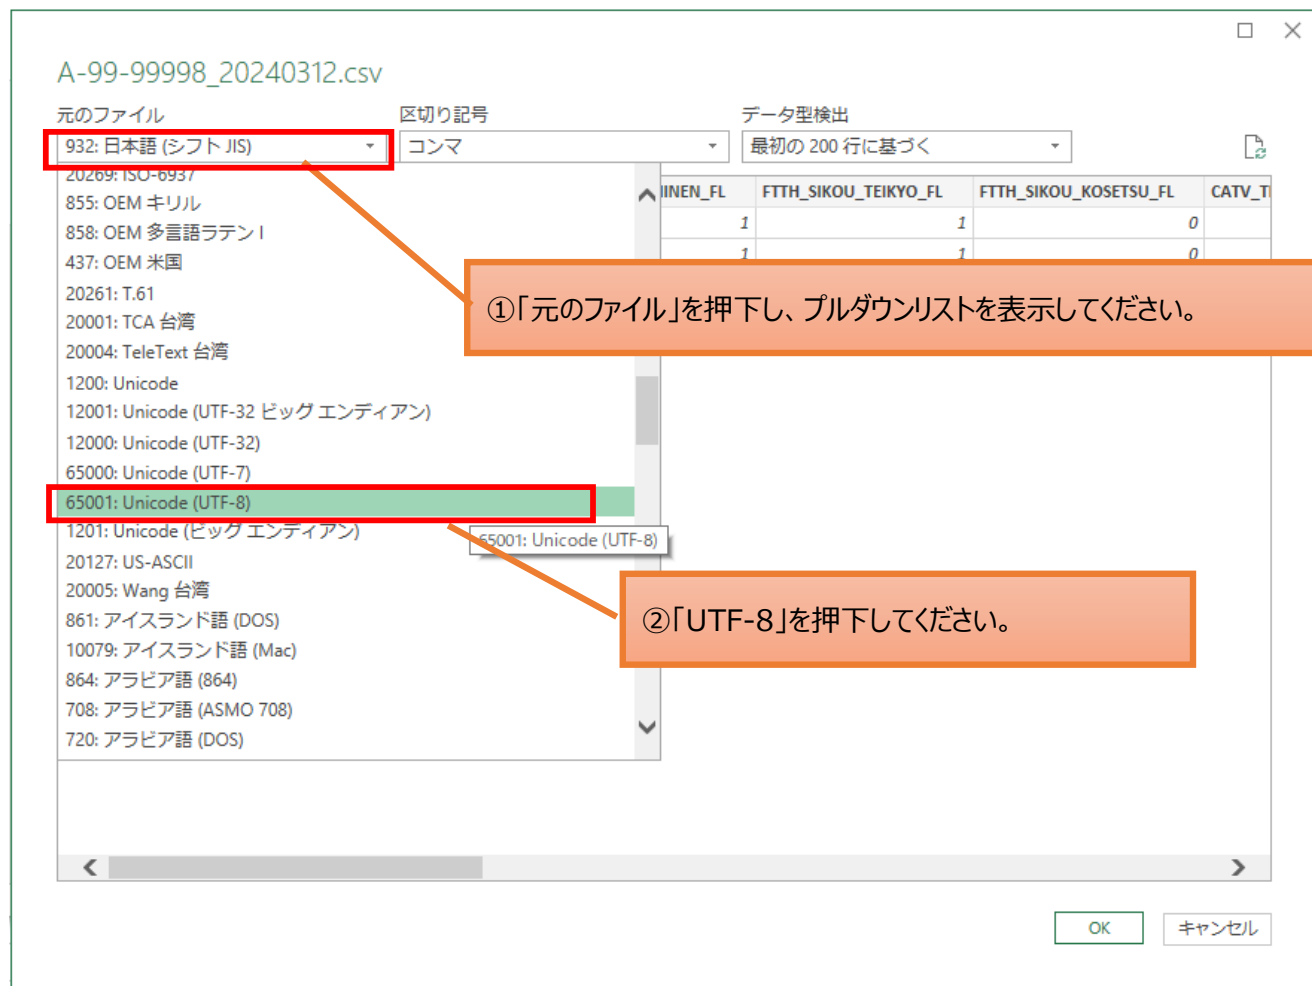 A-99-99998_20240312.csv
元のファイル 区切り記号 データ型検出
932: 日本語 (シフト JIS) コンマ 最初の 200 行に基づく
20269: ISO-6937
855: OEM キリル
858: OEM 多言語ラテン I
437: OEM 米国
20261: T.61
20001: TCA 台湾
20004: TeleText 台湾
1200: Unicode
12001: Unicode (UTF-32 ビッグ エンディアン)
12000: Unicode (UTF-32)
65000: Unicode (UTF-7)
65001: Unicode (UTF-8)
1201: Unicode (ビッグ エンディアン)
20127: US-ASCII
20005: Wang 台湾
861: アイスランド語 (DOS)
10079: アイスランド語 (Mac)
864: アラビア語 (864)
708: アラビア語 (ASMO 708)
720: アラビア語 (DOS)
INEN_FL FTTH_SIKOU_TEIKYO_FL FTTH_SIKOU_KOSETSU_FL CATV_TI
1 1 0
1 1 0
①「元のファイル」を押下し、プルダウンリストを表示してください。
65001: Unicode (UTF-8)
②「UTF-8」を押下してください。
OK キャンセル